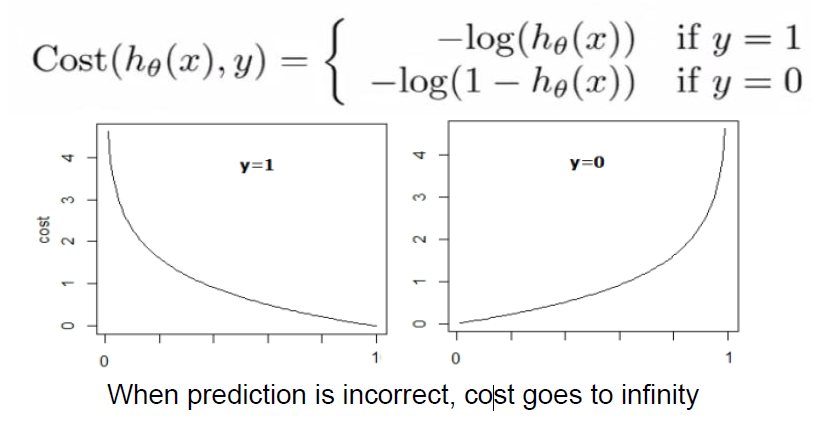 Cost(hθ(x), y) = { −log(hθ(x)) if y = 1
−log(1 − hθ(x)) if y = 0
y=1
cost
4
3
2
1
0
0 1
y=0
4
3
2
1
0
0 1
When prediction is incorrect, cost goes to infinity